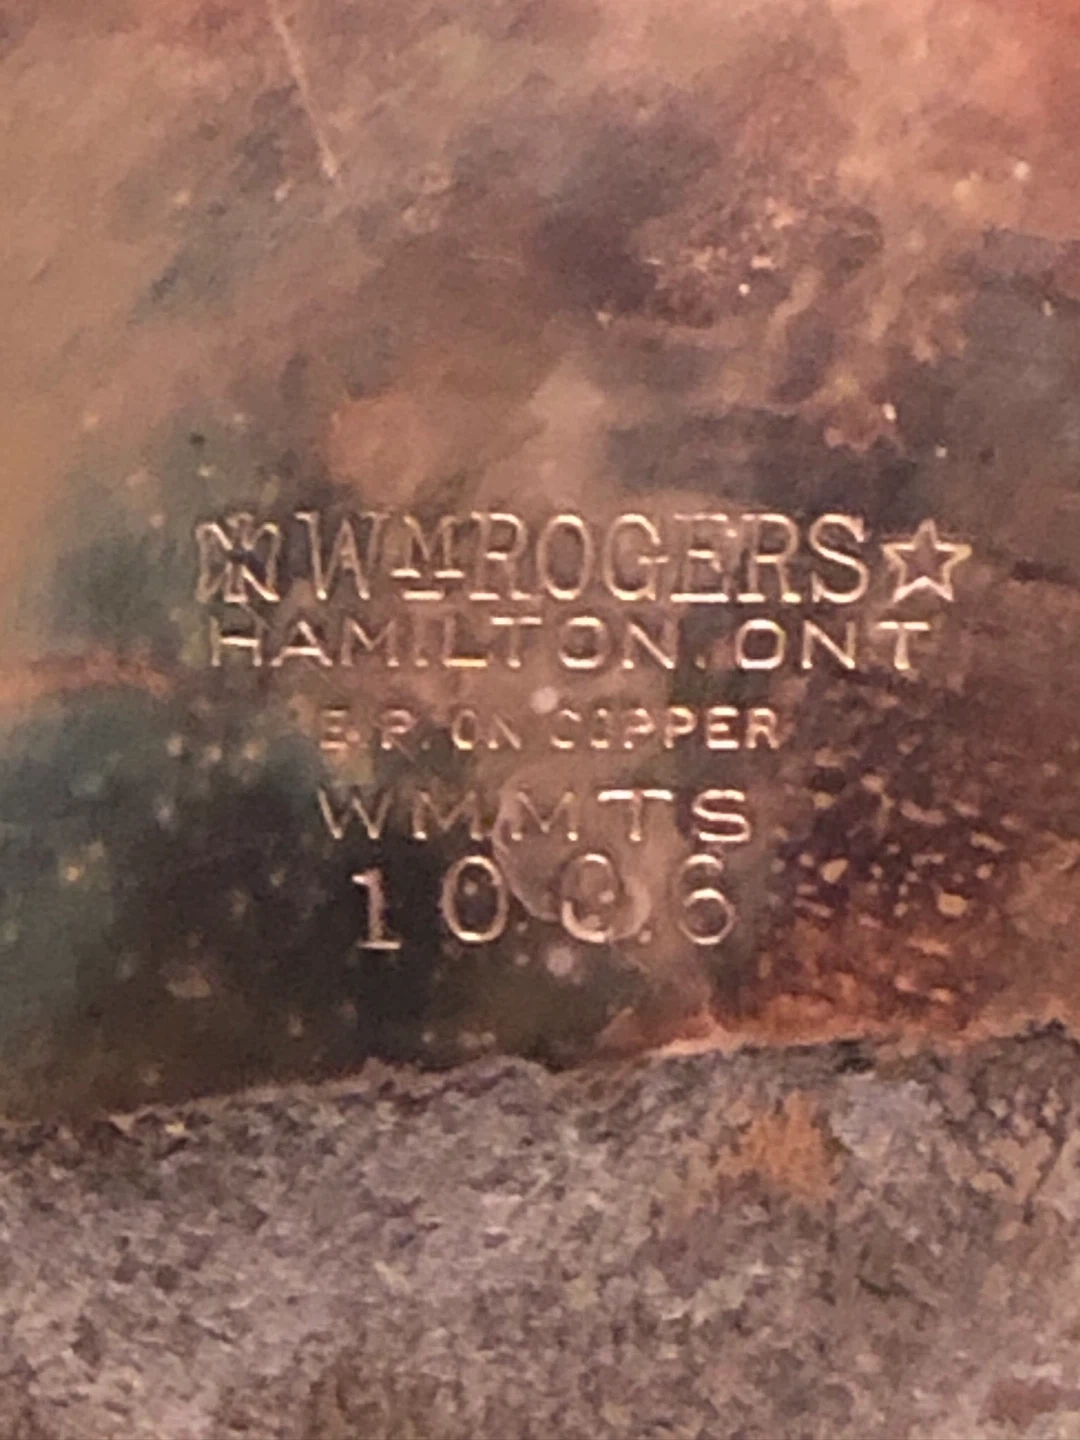 WM ROGERS
HAMILTON. ONT
E. P. ON COPPER
WMMTS
1006